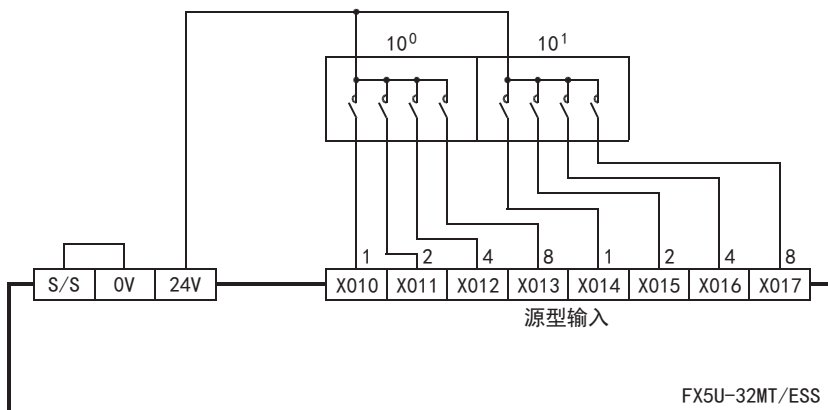 10⁰ 10¹
1 2 4 8 1 2 4 8
S/S 0V 24V X010 X011 X012 X013 X014 X015 X016 X017
源型输入
FX5U-32MT/ESS